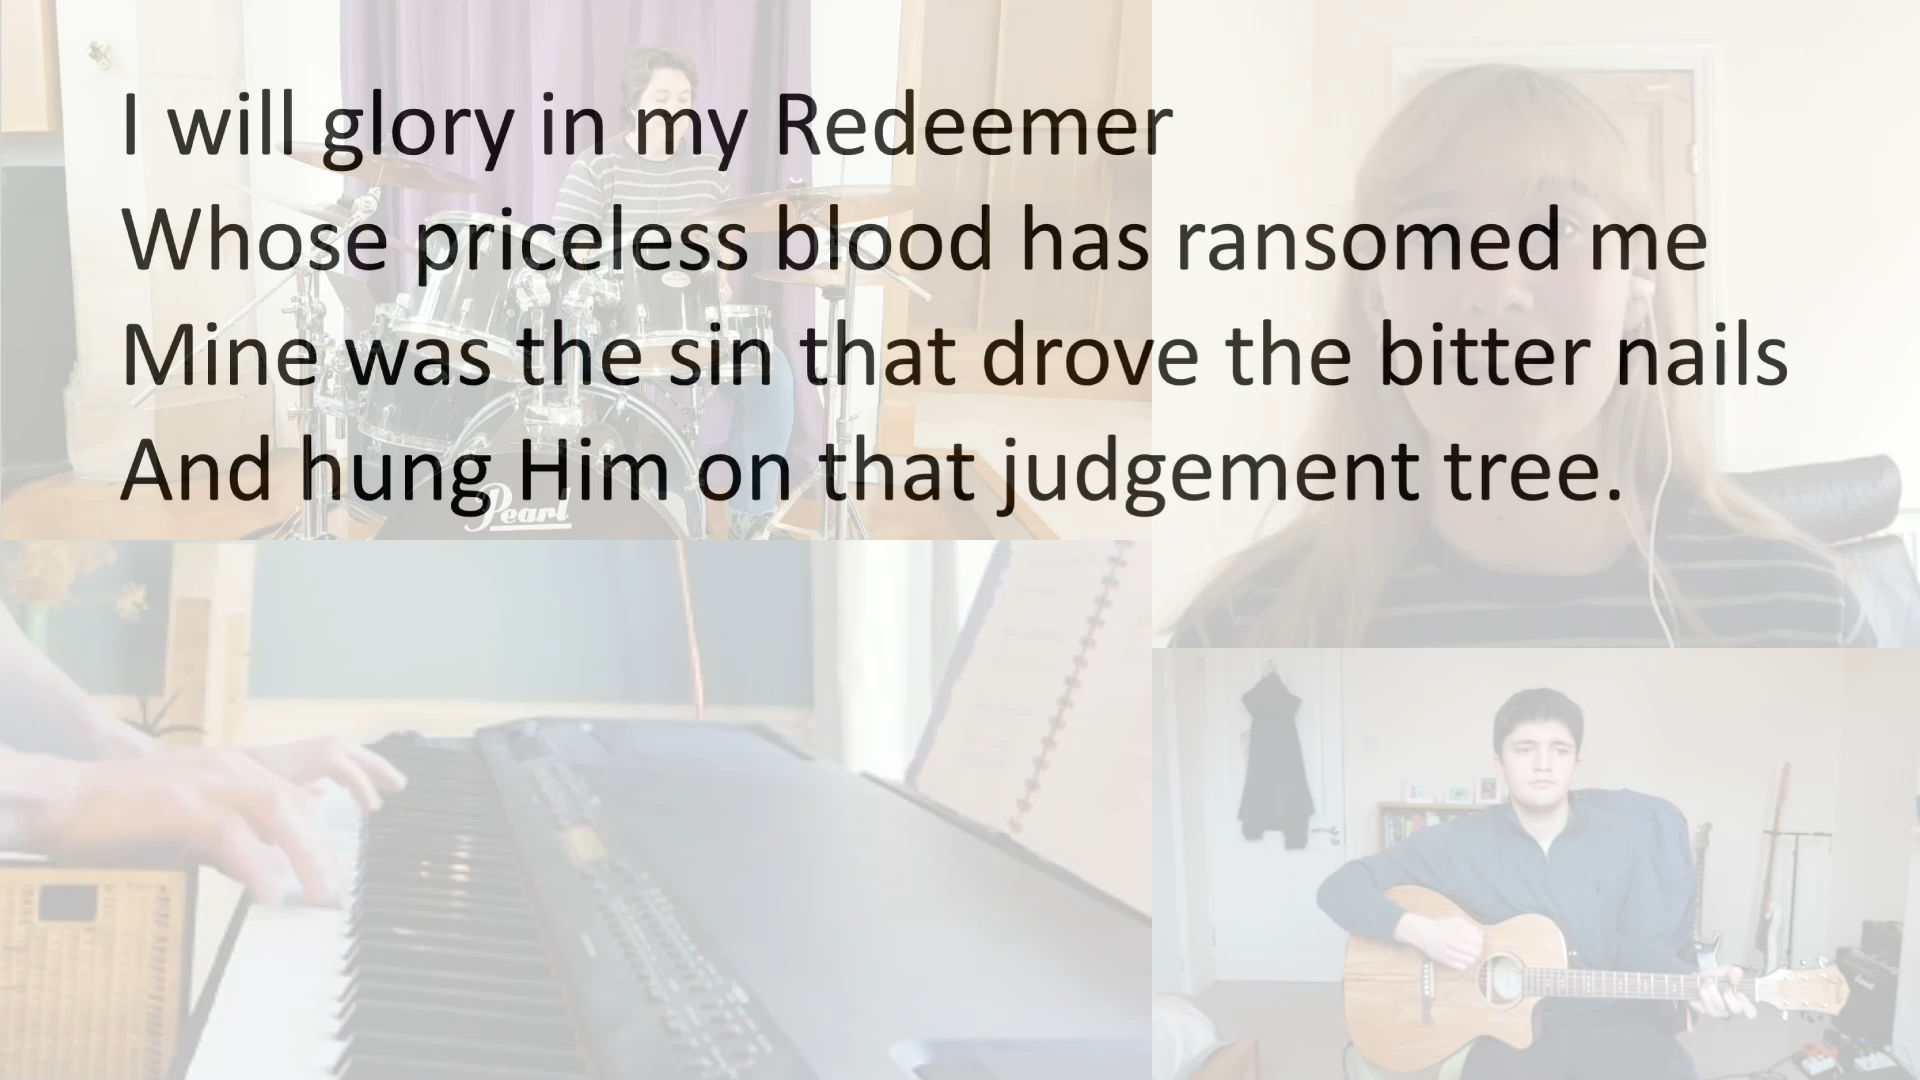 I will glory in my Redeemer
Whose priceless blood has ransomed me
Mine was the sin that drove the bitter nails
And hung Him on that judgement tree.
Pearl